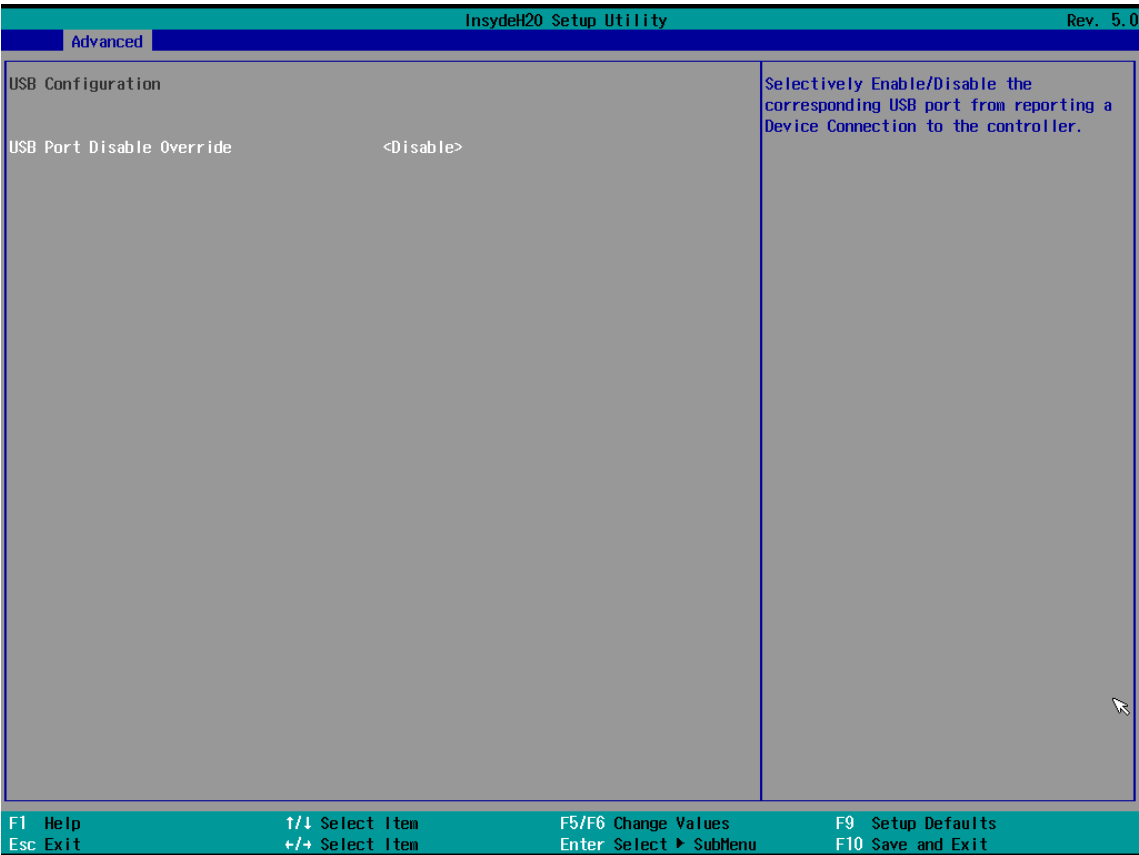 InsydeH2O Setup Utility Rev. 5.0
Advanced
USB Configuration
USB Port Disable Override <Disable>
Selectively Enable/Disable the
corresponding USB port from reporting a
Device Connection to the controller.
F1 Help ↑/↓ Select Item F5/F6 Change Values F9 Setup Defaults
Esc Exit ←/→ Select Item Enter Select ▶ SubMenu F10 Save and Exit